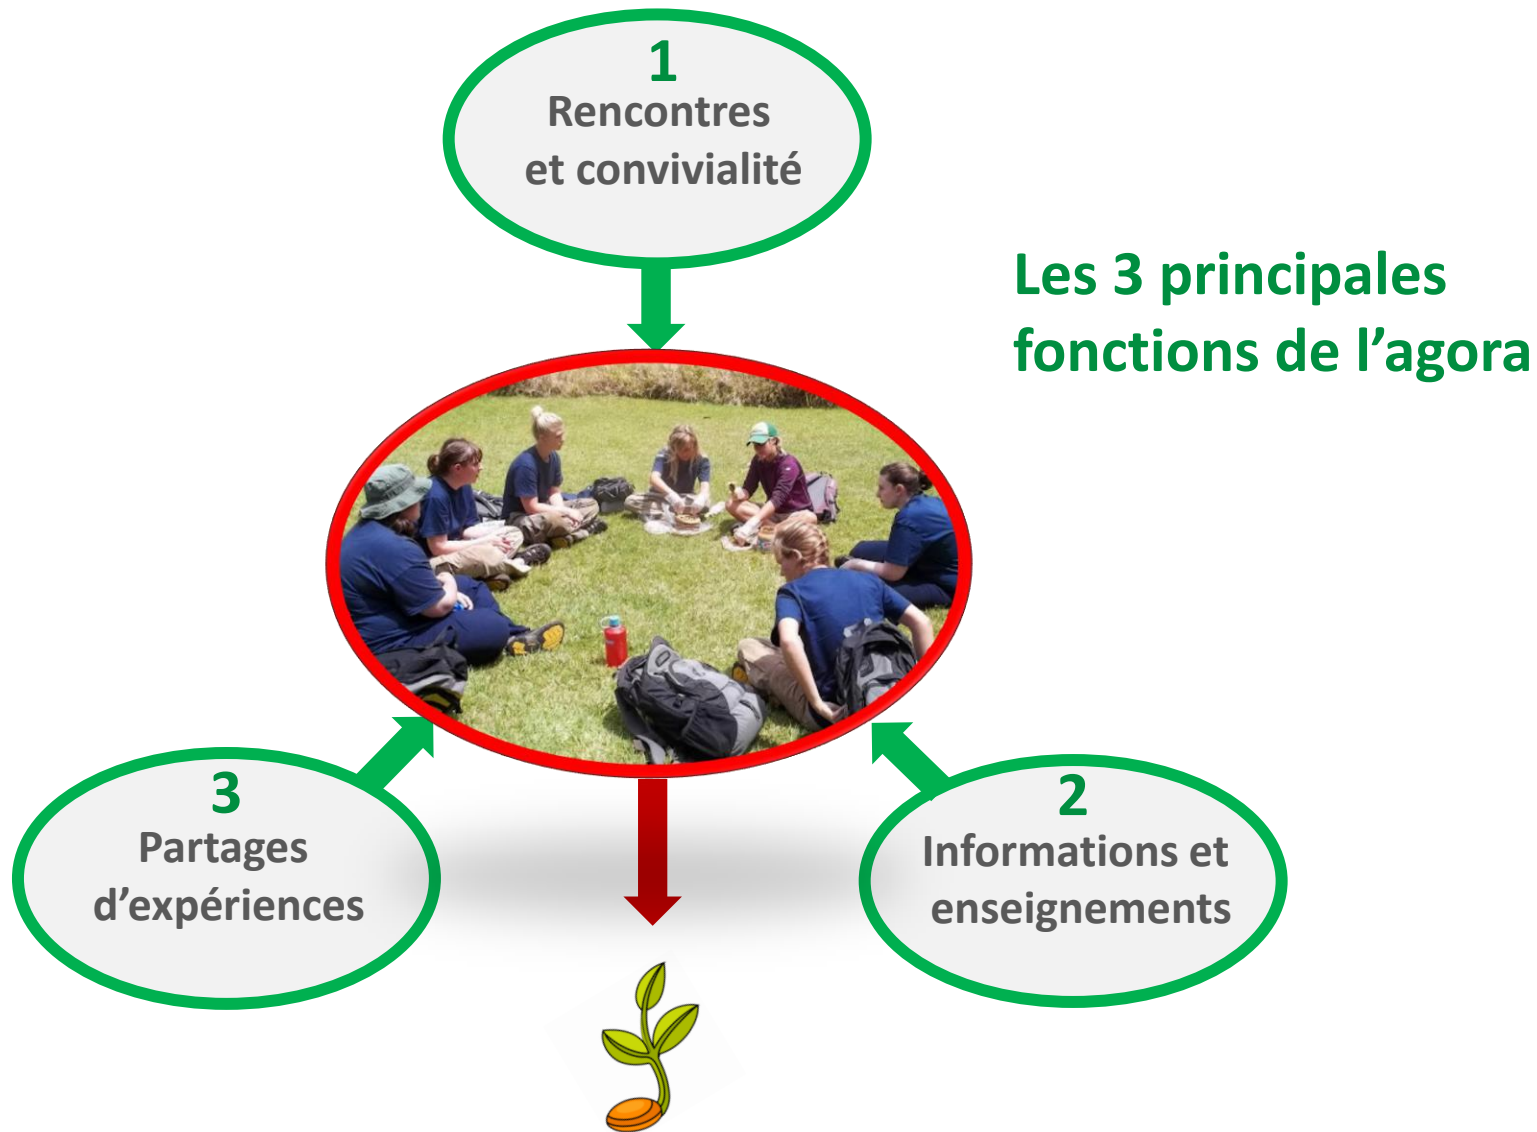 1
Rencontres
et convivialité
Les 3 principales
fonctions de l’agora
3
Partages
d’expériences
2
Informations et
enseignements